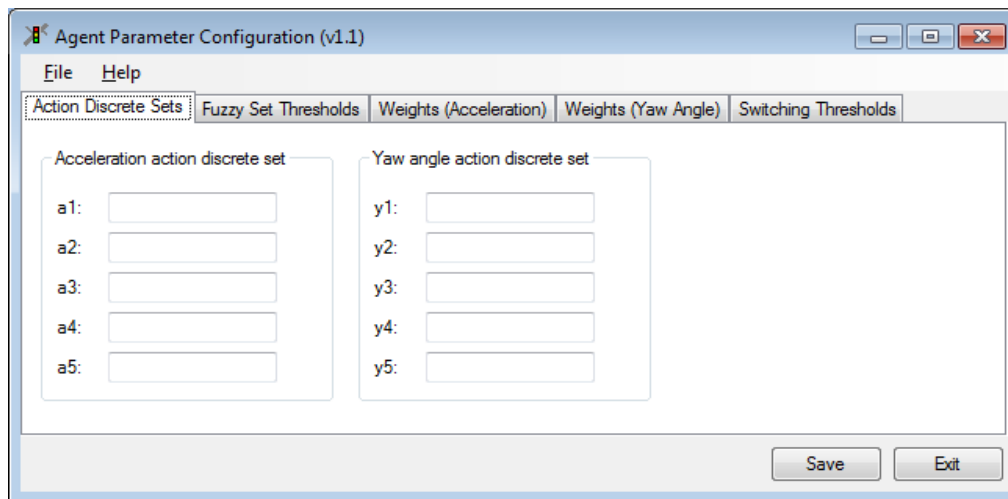 Agent Parameter Configuration (v1.1)
File Help
Action Discrete Sets Fuzzy Set Thresholds Weights (Acceleration) Weights (Yaw Angle) Switching Thresholds
Acceleration action discrete set Yaw angle action discrete set
a1: y1:
a2: y2:
a3: y3:
a4: y4:
a5: y5:
Save Exit